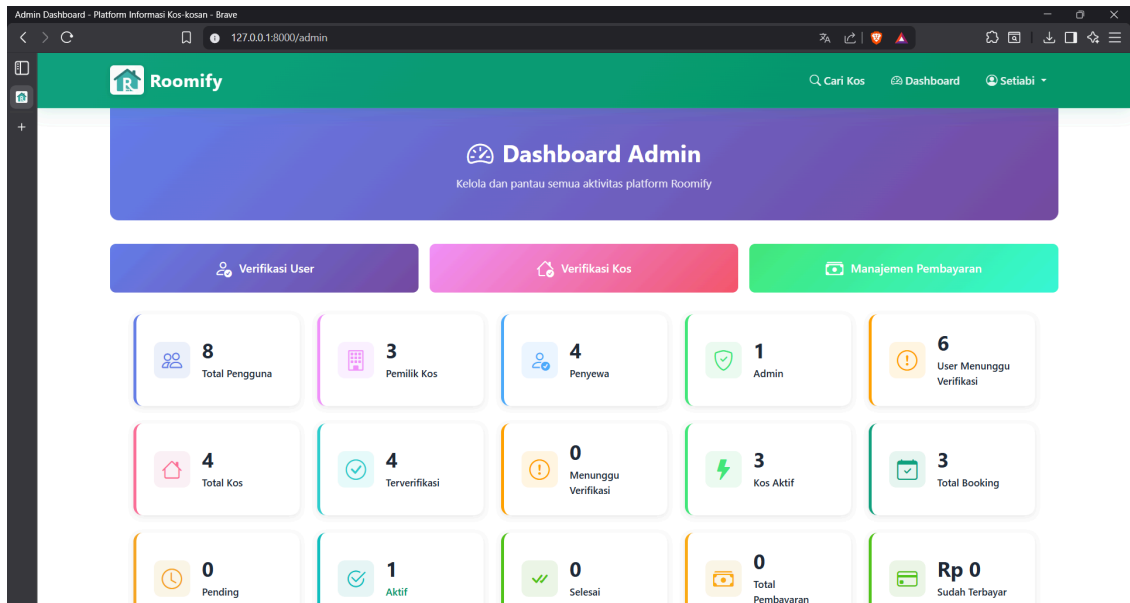 Admin Dashboard - Platform Informasi Kos-kosan - Brave
127.0.0.1:8000/admin
Roomify
Cari Kos
Dashboard
Setiabi
Dashboard Admin
Kelola dan pantau semua aktivitas platform Roomify
Verifikasi User
Verifikasi Kos
Manajemen Pembayaran
8
Total Pengguna
3
Pemilik Kos
4
Penyewa
1
Admin
6
User Menunggu
Verifikasi
4
Total Kos
4
Terverifikasi
0
Menunggu
Verifikasi
3
Kos Aktif
3
Total Booking
0
Pending
1
Aktif
0
Selesai
0
Total
Pembayaran
Rp 0
Sudah Terbayar